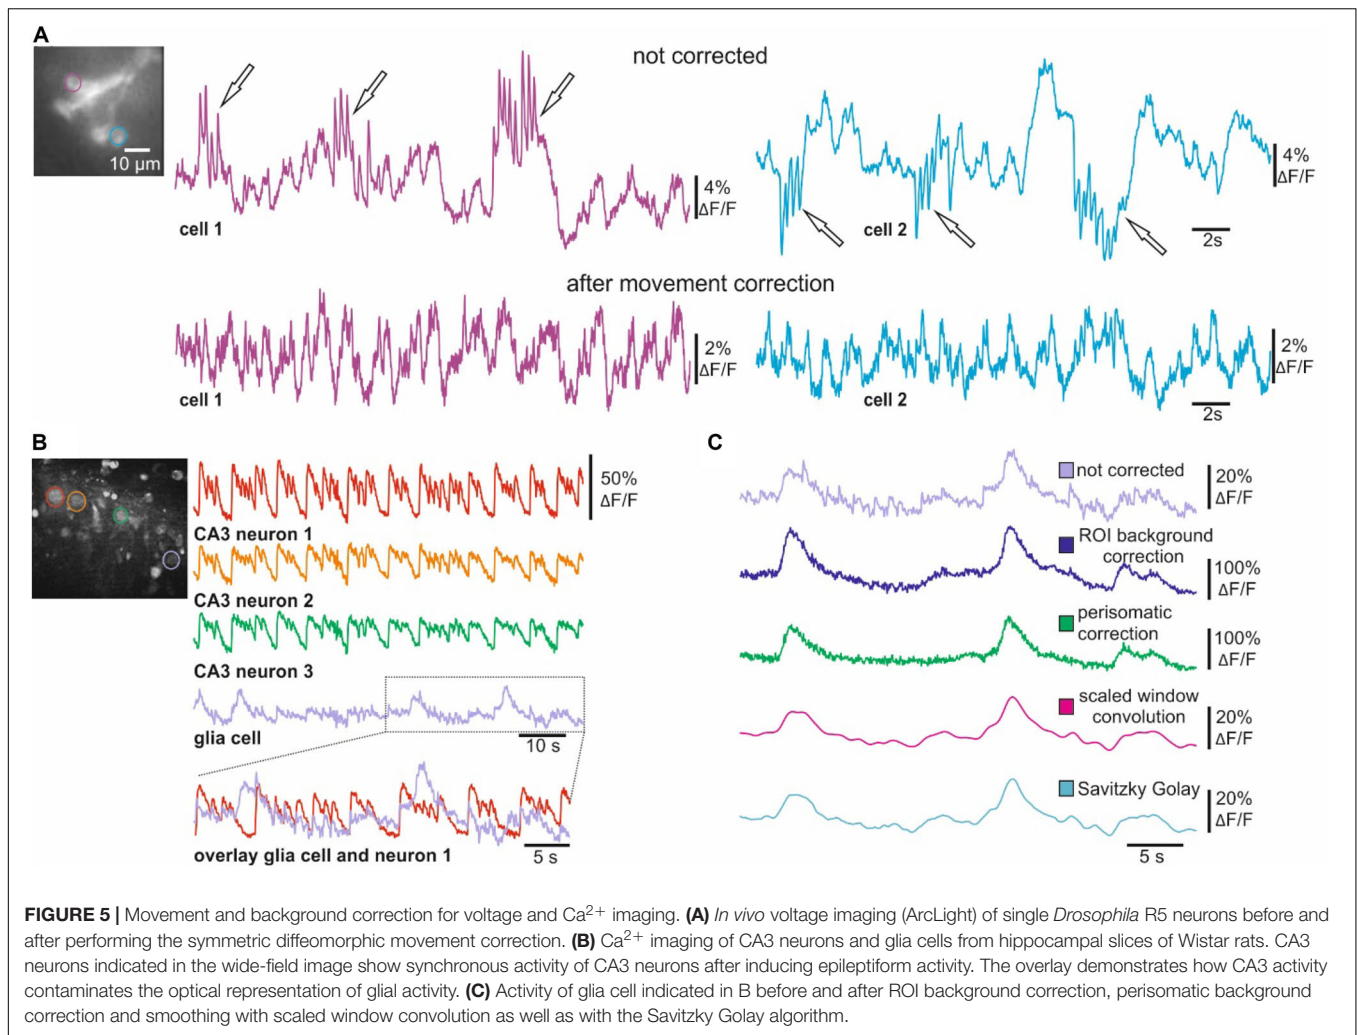 A
not corrected
10 µm
4%
ΔF/F
cell 1
4%
ΔF/F
cell 2
2s
after movement correction
2%
ΔF/F
cell 1
2%
ΔF/F
cell 2
2s
B
50%
ΔF/F
CA3 neuron 1
CA3 neuron 2
CA3 neuron 3
glia cell
10 s
overlay glia cell and neuron 1
5 s
C
not corrected
20%
ΔF/F
ROI background
correction
100%
ΔF/F
perisomatic
correction
100%
ΔF/F
scaled window
convolution
20%
ΔF/F
Savitzky Golay
20%
ΔF/F
5 s
FIGURE 5 | Movement and background correction for voltage and Ca²⁺ imaging. (A) In vivo voltage imaging (ArcLight) of single Drosophila R5 neurons before and
after performing the symmetric diffeomorphic movement correction. (B) Ca²⁺ imaging of CA3 neurons and glia cells from hippocampal slices of Wistar rats. CA3
neurons indicated in the wide-field image show synchronous activity of CA3 neurons after inducing epileptiform activity. The overlay demonstrates how CA3 activity
contaminates the optical representation of glial activity. (C) Activity of glia cell indicated in B before and after ROI background correction, perisomatic background
correction and smoothing with scaled window convolution as well as with the Savitzky Golay algorithm.